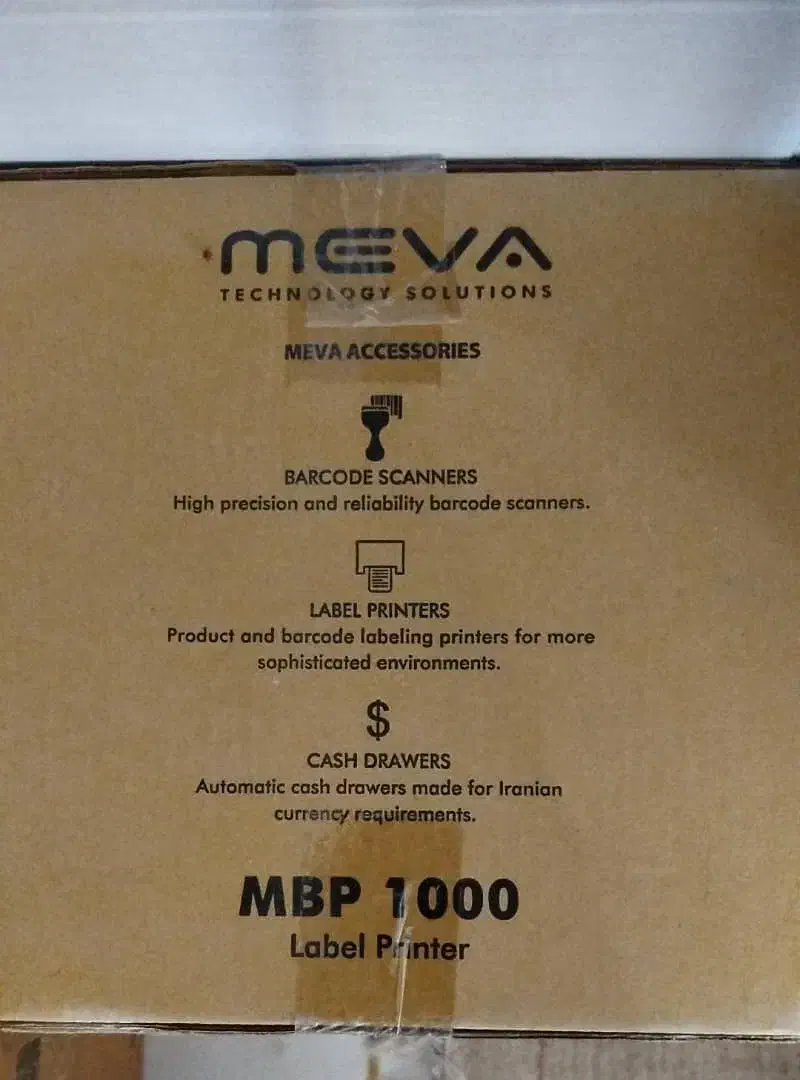 MEVA
TECHNOLOGY SOLUTIONS
MEVA ACCESSORIES
BARCODE SCANNERS
High precision and reliability barcode scanners.
LABEL PRINTERS
Product and barcode labeling printers for more
sophisticated environments.
$
CASH DRAWERS
Automatic cash drawers made for Iranian
currency requirements.
MBP 1000
Label Printer